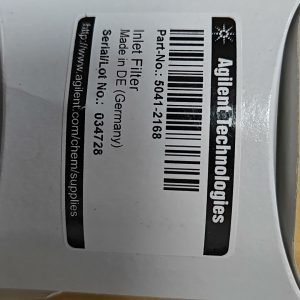 Agilent Technologies
Part-No.: 5041-2168
Inlet Filter
Made in DE (Germany)
Serial/Lot No.: 034728
http://www.agilent.com/chem/supplies